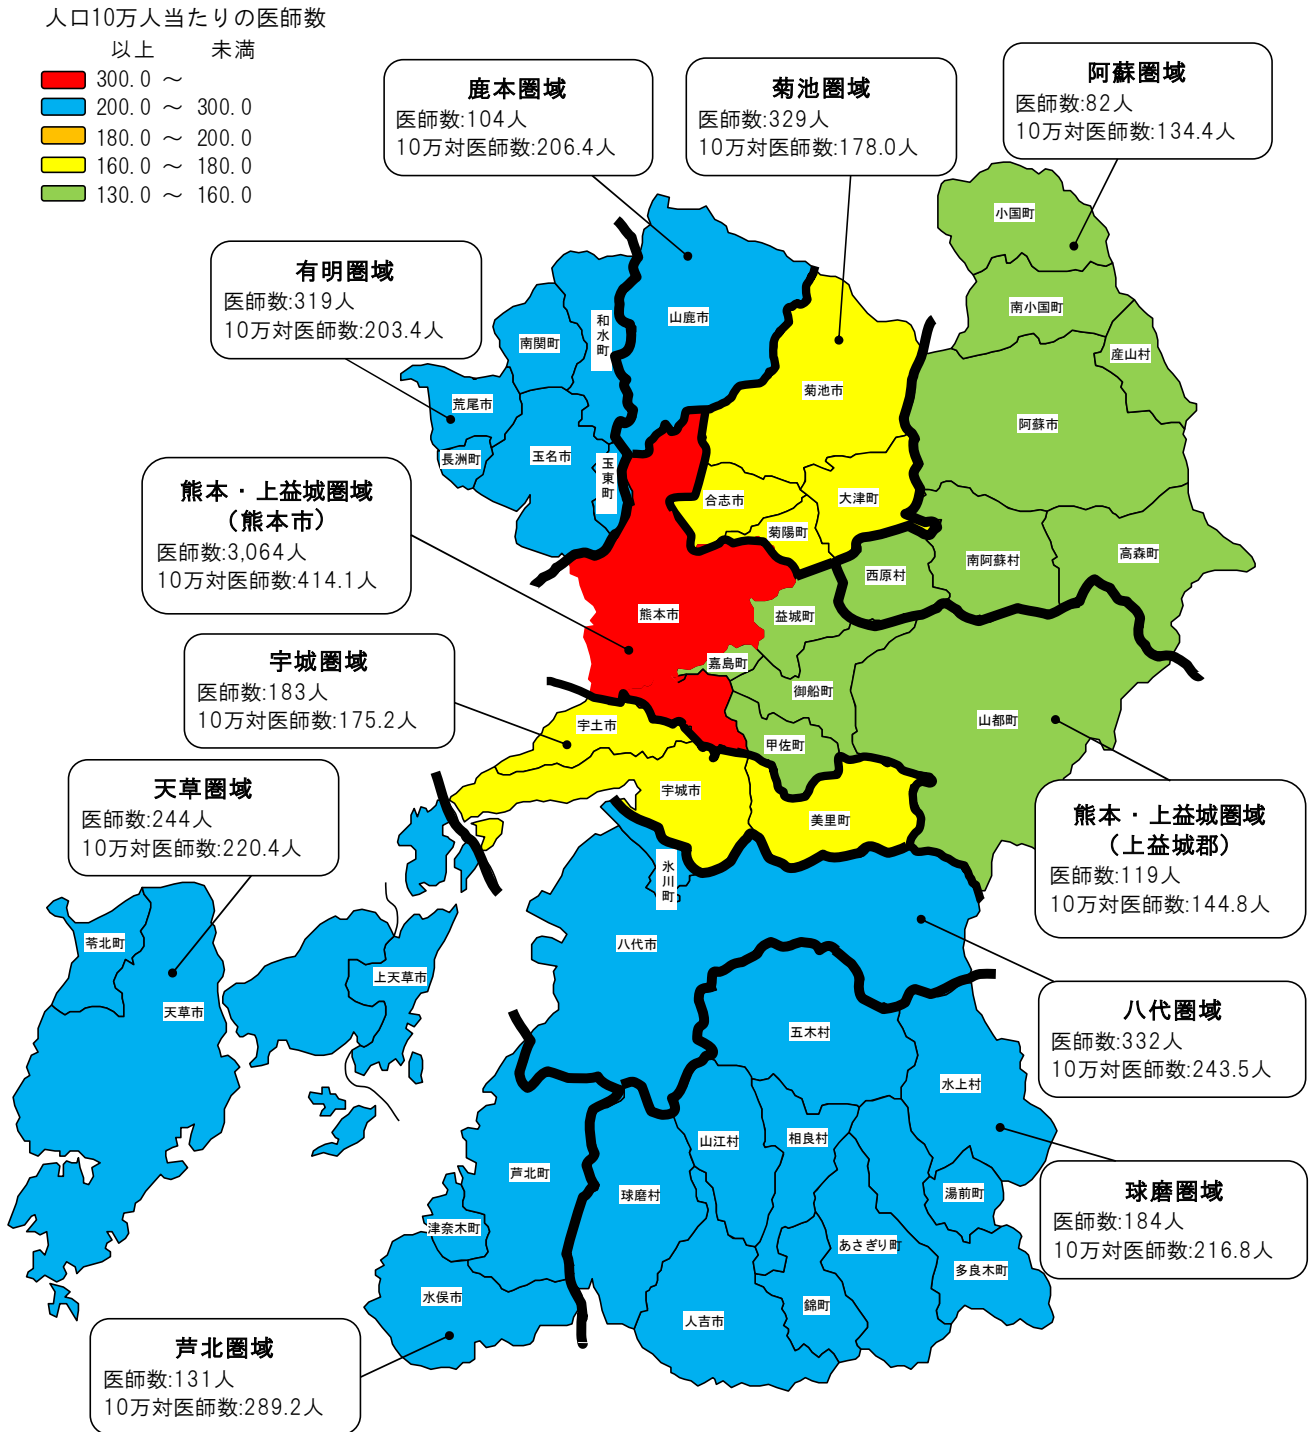 人口10万人当たりの医師数
以上 未満
300.0 ～
200.0 ～ 300.0
180.0 ～ 200.0
160.0 ～ 180.0
130.0 ～ 160.0
鹿本圏域
医師数:104人
10万対医師数:206.4人
菊池圏域
医師数:329人
10万対医師数:178.0人
阿蘇圏域
医師数:82人
10万対医師数:134.4人
有明圏域
医師数:319人
10万対医師数:203.4人
熊本・上益城圏域
（熊本市）
医師数:3,064人
10万対医師数:414.1人
宇城圏域
医師数:183人
10万対医師数:175.2人
天草圏域
医師数:244人
10万対医師数:220.4人
熊本・上益城圏域
（上益城郡）
医師数:119人
10万対医師数:144.8人
八代圏域
医師数:332人
10万対医師数:243.5人
球磨圏域
医師数:184人
10万対医師数:216.8人
芦北圏域
医師数:131人
10万対医師数:289.2人
小国町
南小国町
産山村
阿蘇市
山鹿市
和水町
南関町
荒尾市
長洲町
玉名市
玉東町
菊池市
合志市
大津町
菊陽町
西原村
南阿蘇村
高森町
熊本市
益城町
嘉島町
御船町
甲佐町
山都町
宇土市
宇城市
美里町
氷川町
八代市
苓北町
天草市
上天草市
五木村
水上村
山江村
相良村
湯前町
芦北町
球磨村
津奈木町
あさぎり町
多良木町
水俣市
人吉市
錦町